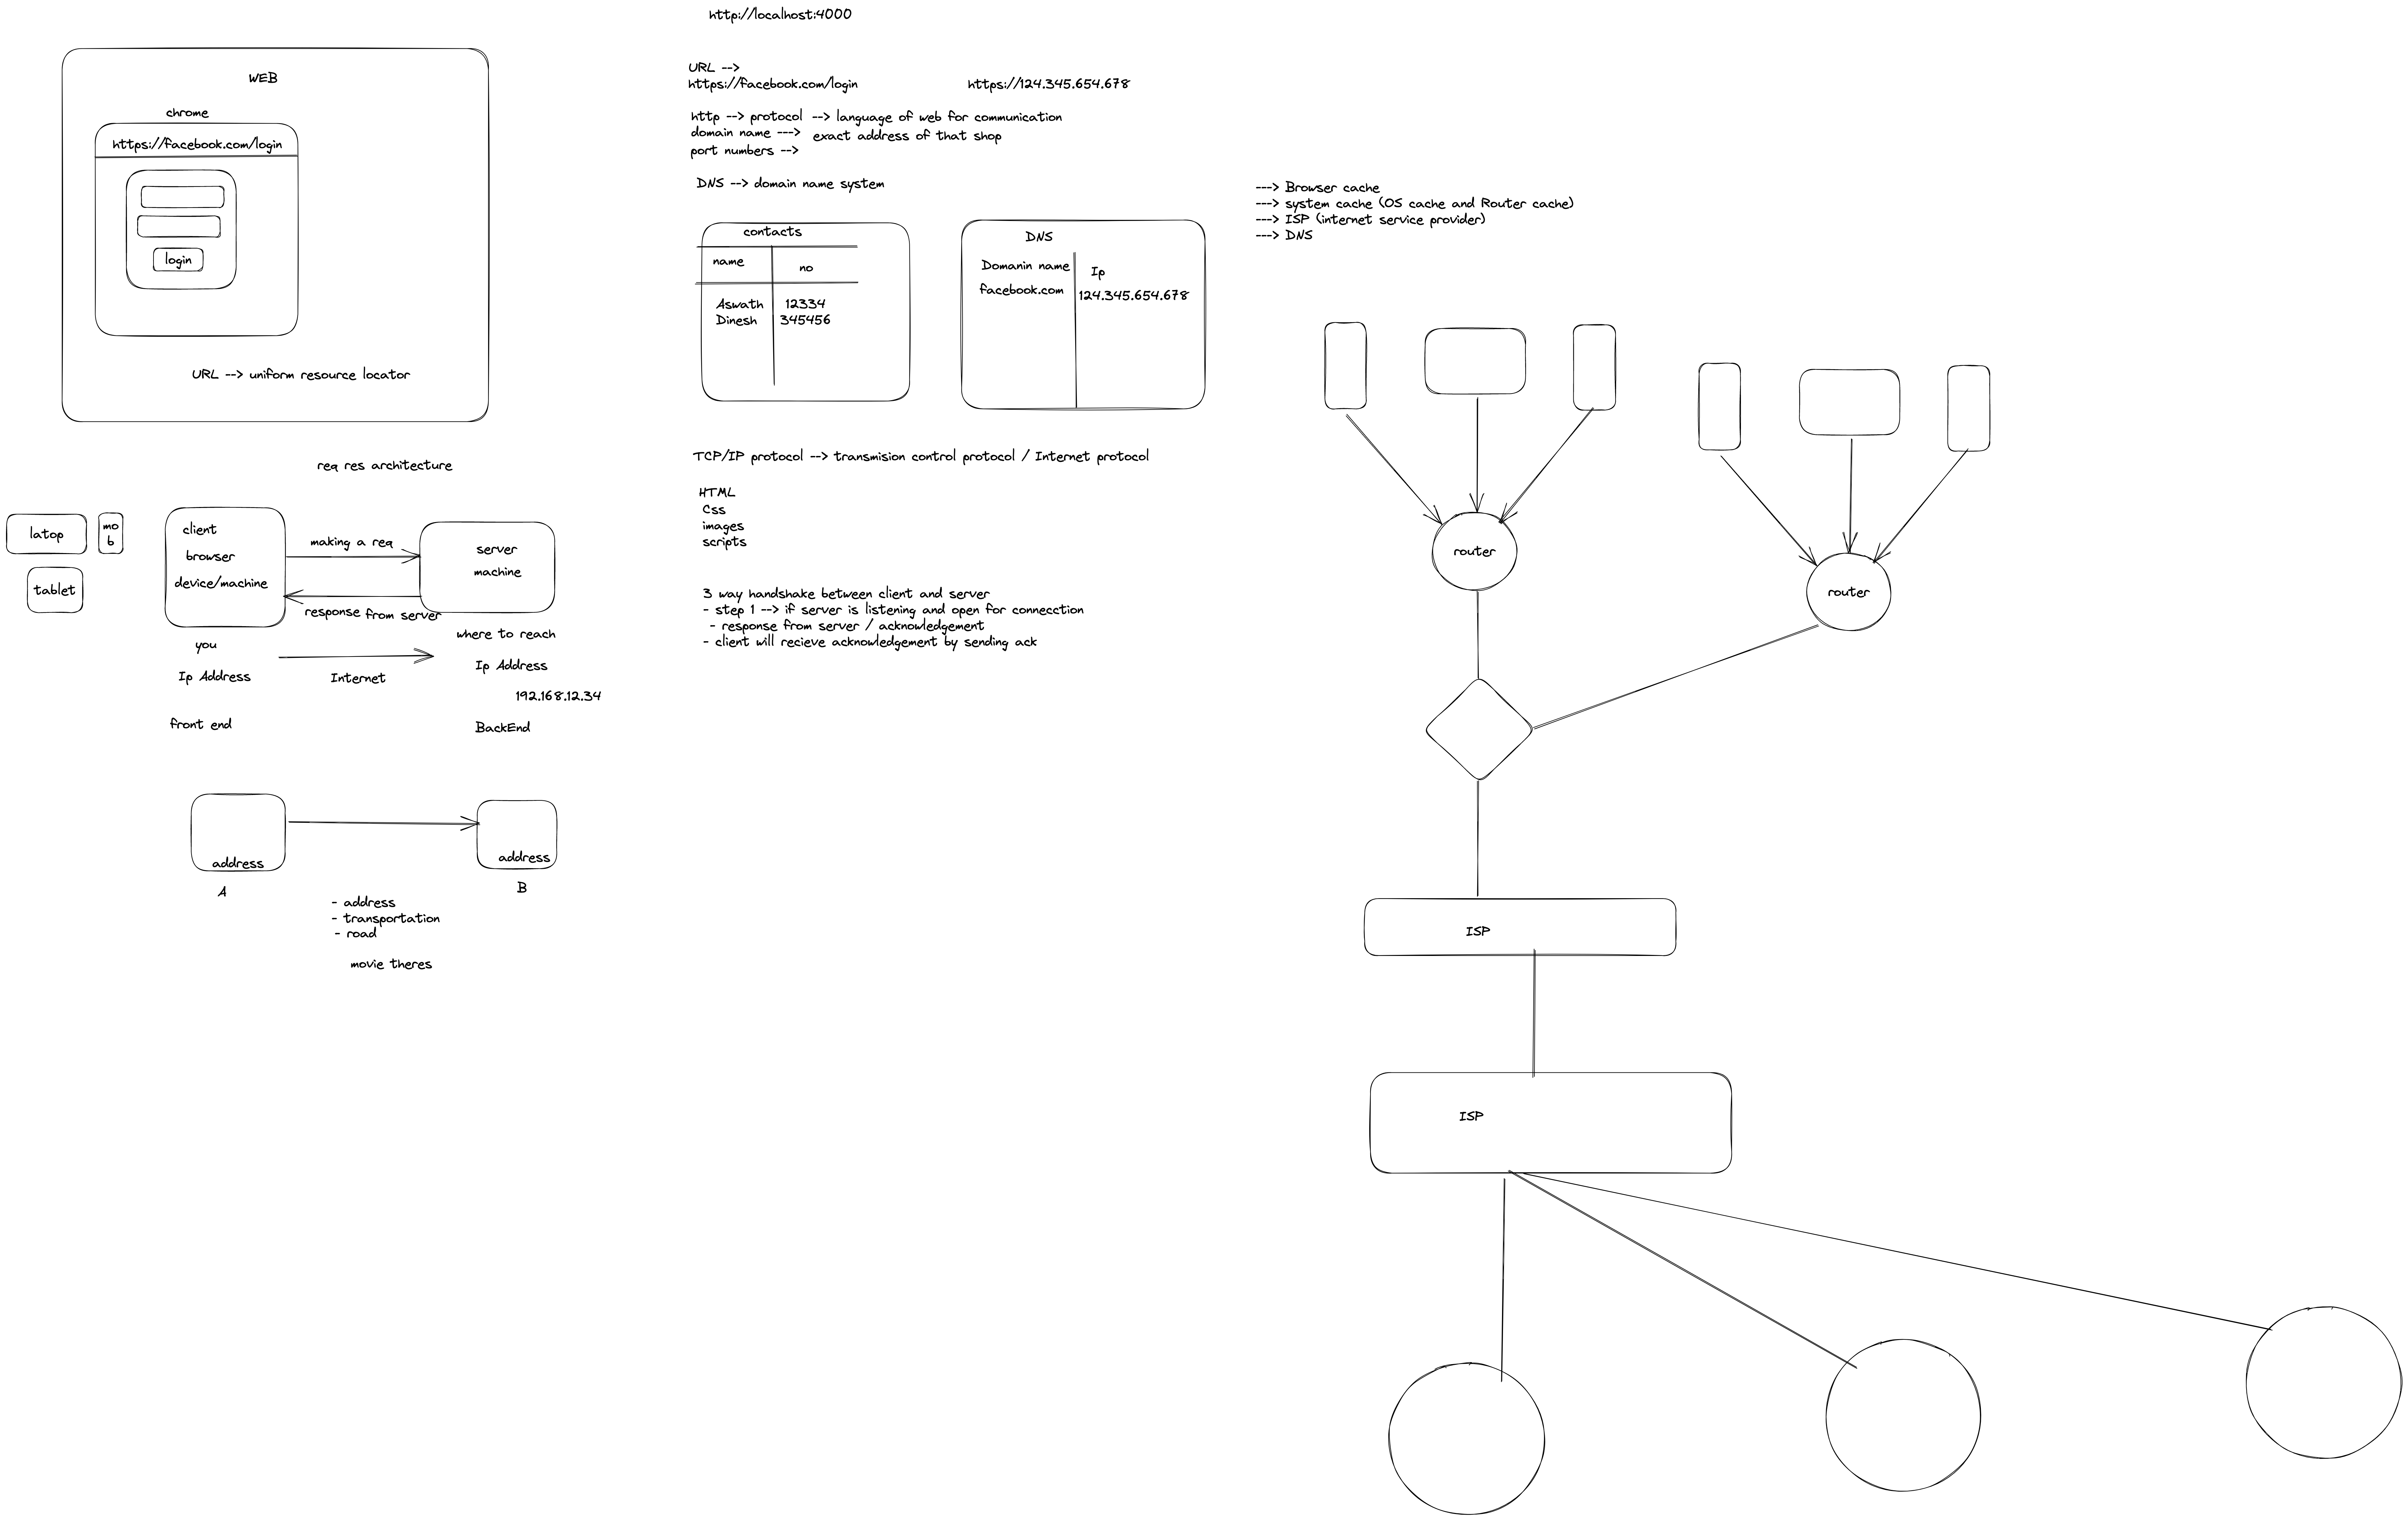 http://localhost:4000
WEB
chrome
https://facebook.com/login
login
URL --> uniform resource locator
req res architecture
latop
mo
b
tablet
client
browser
device/machine
making a req
response from server
server
machine
you
Ip Address
Internet
where to reach
Ip Address
192.168.12.34
front end
BackEnd
address
address
A
B
- address
- transportation
- road
movie theres
URL -->
https://facebook.com/login
https://124.345.654.678
http --> protocol --> language of web for communication
domain name ---> exact address of that shop
port numbers -->
DNS --> domain name system
contacts
name no
Aswath 12334
Dinesh 345456
DNS
Domanin name Ip
facebook.com 124.345.654.678
TCP/IP protocol --> transmision control protocol / Internet protocol
HTML
Css
images
scripts
3 way handshake between client and server
- step 1 --> if server is listening and open for connecction
- response from server / acknowledgement
- client will recieve acknowledgement by sending ack
---> Browser cache
---> system cache (OS cache and Router cache)
---> ISP (internet service provider)
---> DNS
router
router
ISP
ISP